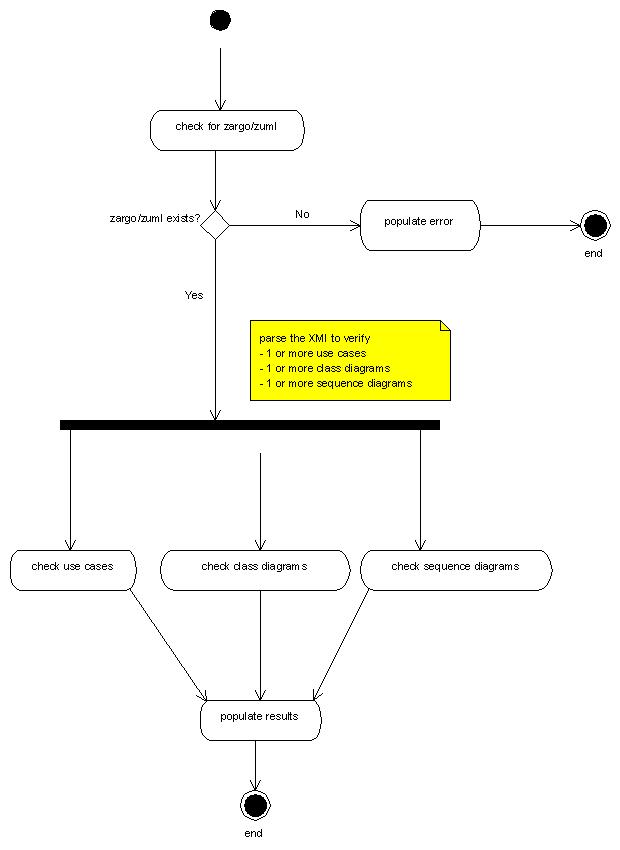 check for zargo/zuml
zargo/zuml exists?
No
populate error
end
Yes
parse the XMI to verify
- 1 or more use cases
- 1 or more class diagrams
- 1 or more sequence diagrams
check use cases
check class diagrams
check sequence diagrams
populate results
end